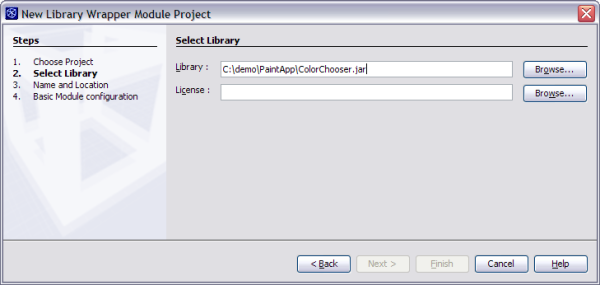 New Library Wrapper Module Project
Steps
1. Choose Project
2. Select Library
3. Name and Location
4. Basic Module configuration
Select Library
Library : C:\demo\PaintApp\ColorChooser.jar Browse...
License : Browse...
< Back Next > Finish Cancel Help